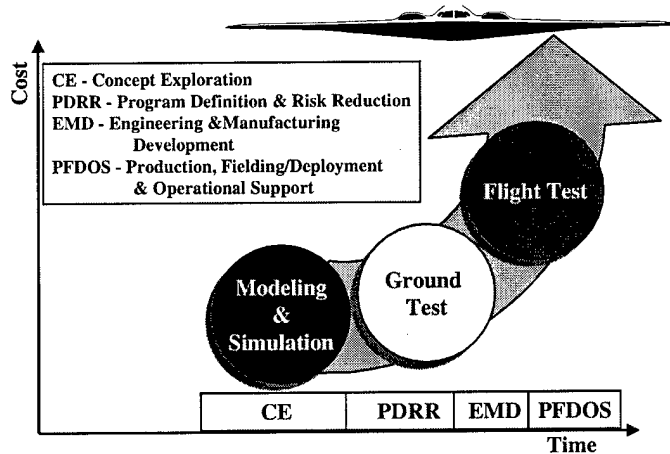 Cost
CE - Concept Exploration
PDRR - Program Definition & Risk Reduction
EMD - Engineering &Manufacturing
Development
PFDOS - Production, Fielding/Deployment
& Operational Support
Flight Test
Ground
Test
Modeling
&
Simulation
CE PDRR EMD PFDOS
Time